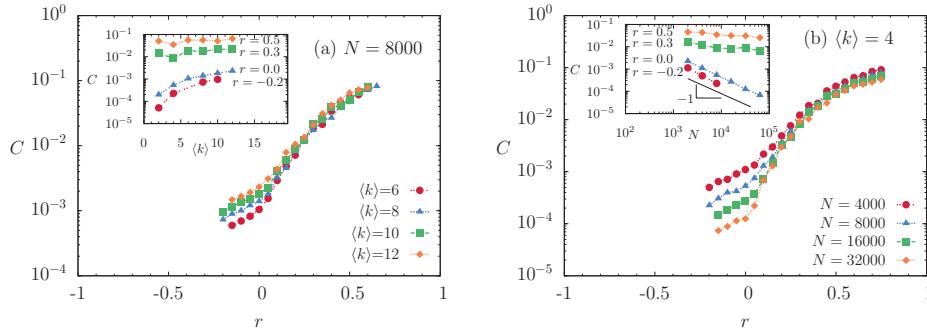 10^0
10^-1
10^-2
10^-3
10^-4
C
-1
-0.5
0
0.5
1
r
(a) N = 8000
⟨k⟩=6
⟨k⟩=8
⟨k⟩=10
⟨k⟩=12
10^-1
10^-2
10^-3
10^-4
10^-5
C
0
5
10
15
⟨k⟩
r = 0.5
r = 0.3
r = 0.0
r = −0.2
10^0
10^-1
10^-2
10^-3
10^-4
10^-5
C
-1
-0.5
0
0.5
1
r
(b) ⟨k⟩ = 4
N = 4000
N = 8000
N = 16000
N = 32000
10^-1
10^-2
10^-3
10^-4
10^-5
C
10^2
10^3
10^4
10^5
N
r = 0.5
r = 0.3
r = 0.0
r = −0.2
−1